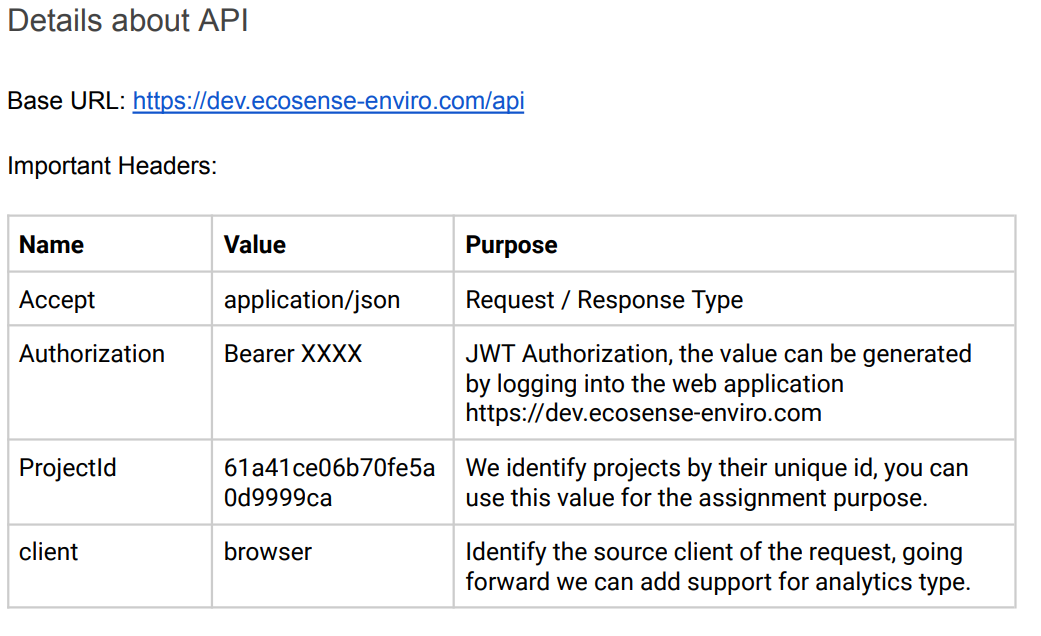 Details about API
Base URL: https://dev.ecosense-enviro.com/api
Important Headers:
Name Value Purpose
Accept application/json Request / Response Type
Authorization Bearer XXXX JWT Authorization, the value can be generated
by logging into the web application
https://dev.ecosense-enviro.com
ProjectId 61a41ce06b70fe5a We identify projects by their unique id, you can
0d9999ca use this value for the assignment purpose.
client browser Identify the source client of the request, going
forward we can add support for analytics type.